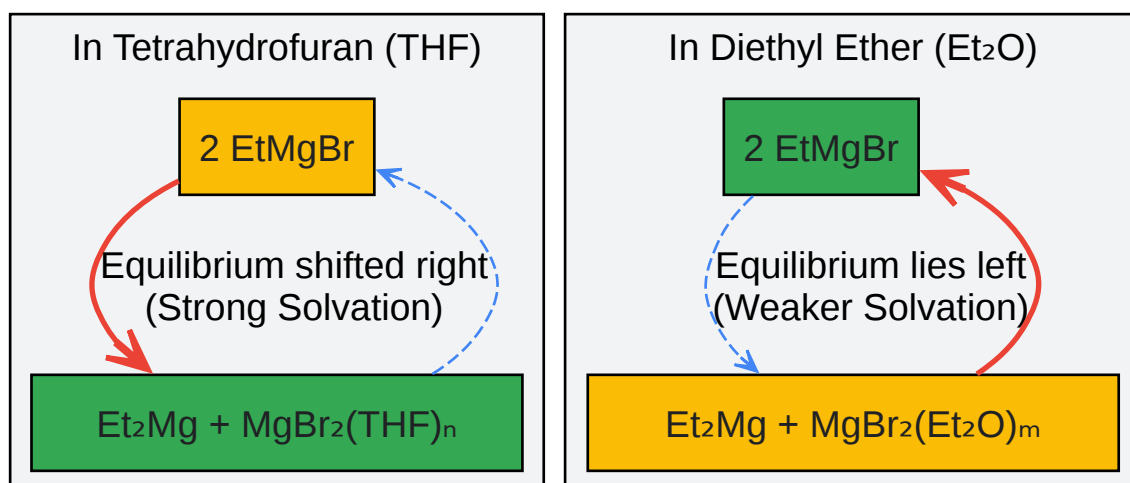 In Tetrahydrofuran (THF)
2 EtMgBr
Equilibrium shifted right
(Strong Solvation)
Et₂Mg + MgBr₂(THF)ₙ
In Diethyl Ether (Et₂O)
2 EtMgBr
Equilibrium lies left
(Weaker Solvation)
Et₂Mg + MgBr₂(Et₂O)ₘ